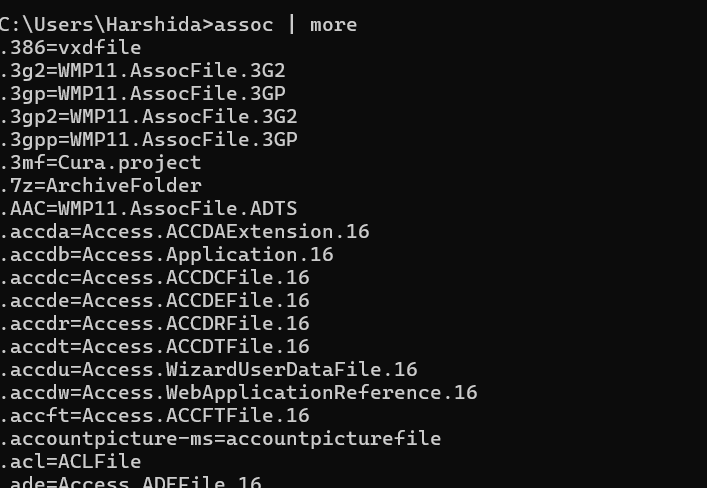 C:\Users\Harshida>assoc | more
.386=vxdfile
.3g2=WMP11.AssocFile.3G2
.3gp=WMP11.AssocFile.3GP
.3gp2=WMP11.AssocFile.3G2
.3gpp=WMP11.AssocFile.3GP
.3mf=Cura.project
.7z=ArchiveFolder
.AAC=WMP11.AssocFile.ADTS
.accda=Access.ACCDAExtension.16
.accdb=Access.Application.16
.accdc=Access.ACCDCFile.16
.accde=Access.ACCDEFile.16
.accdr=Access.ACCDRFile.16
.accdt=Access.ACCDTFile.16
.accdu=Access.WizardUserDataFile.16
.accdw=Access.WebApplicationReference.16
.accft=Access.ACCFTFile.16
.accountpicture-ms=accountpicturefile
.acl=ACLFile
.ade=Access.ADEFile.16